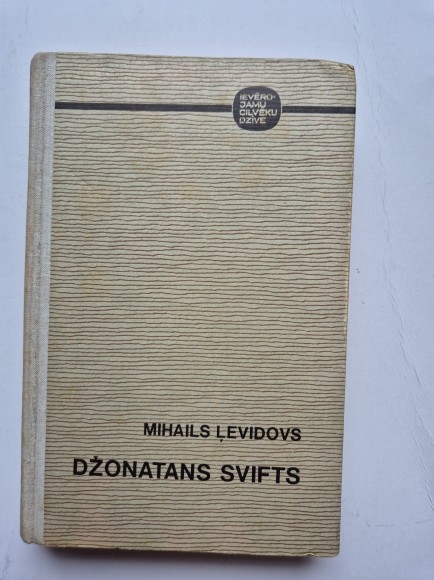 IEVĒRO-
JAMU
CILVĒKU
DZĪVE
MIHAILS ĻEVIDOVS
DŽONATANS SVIFTS